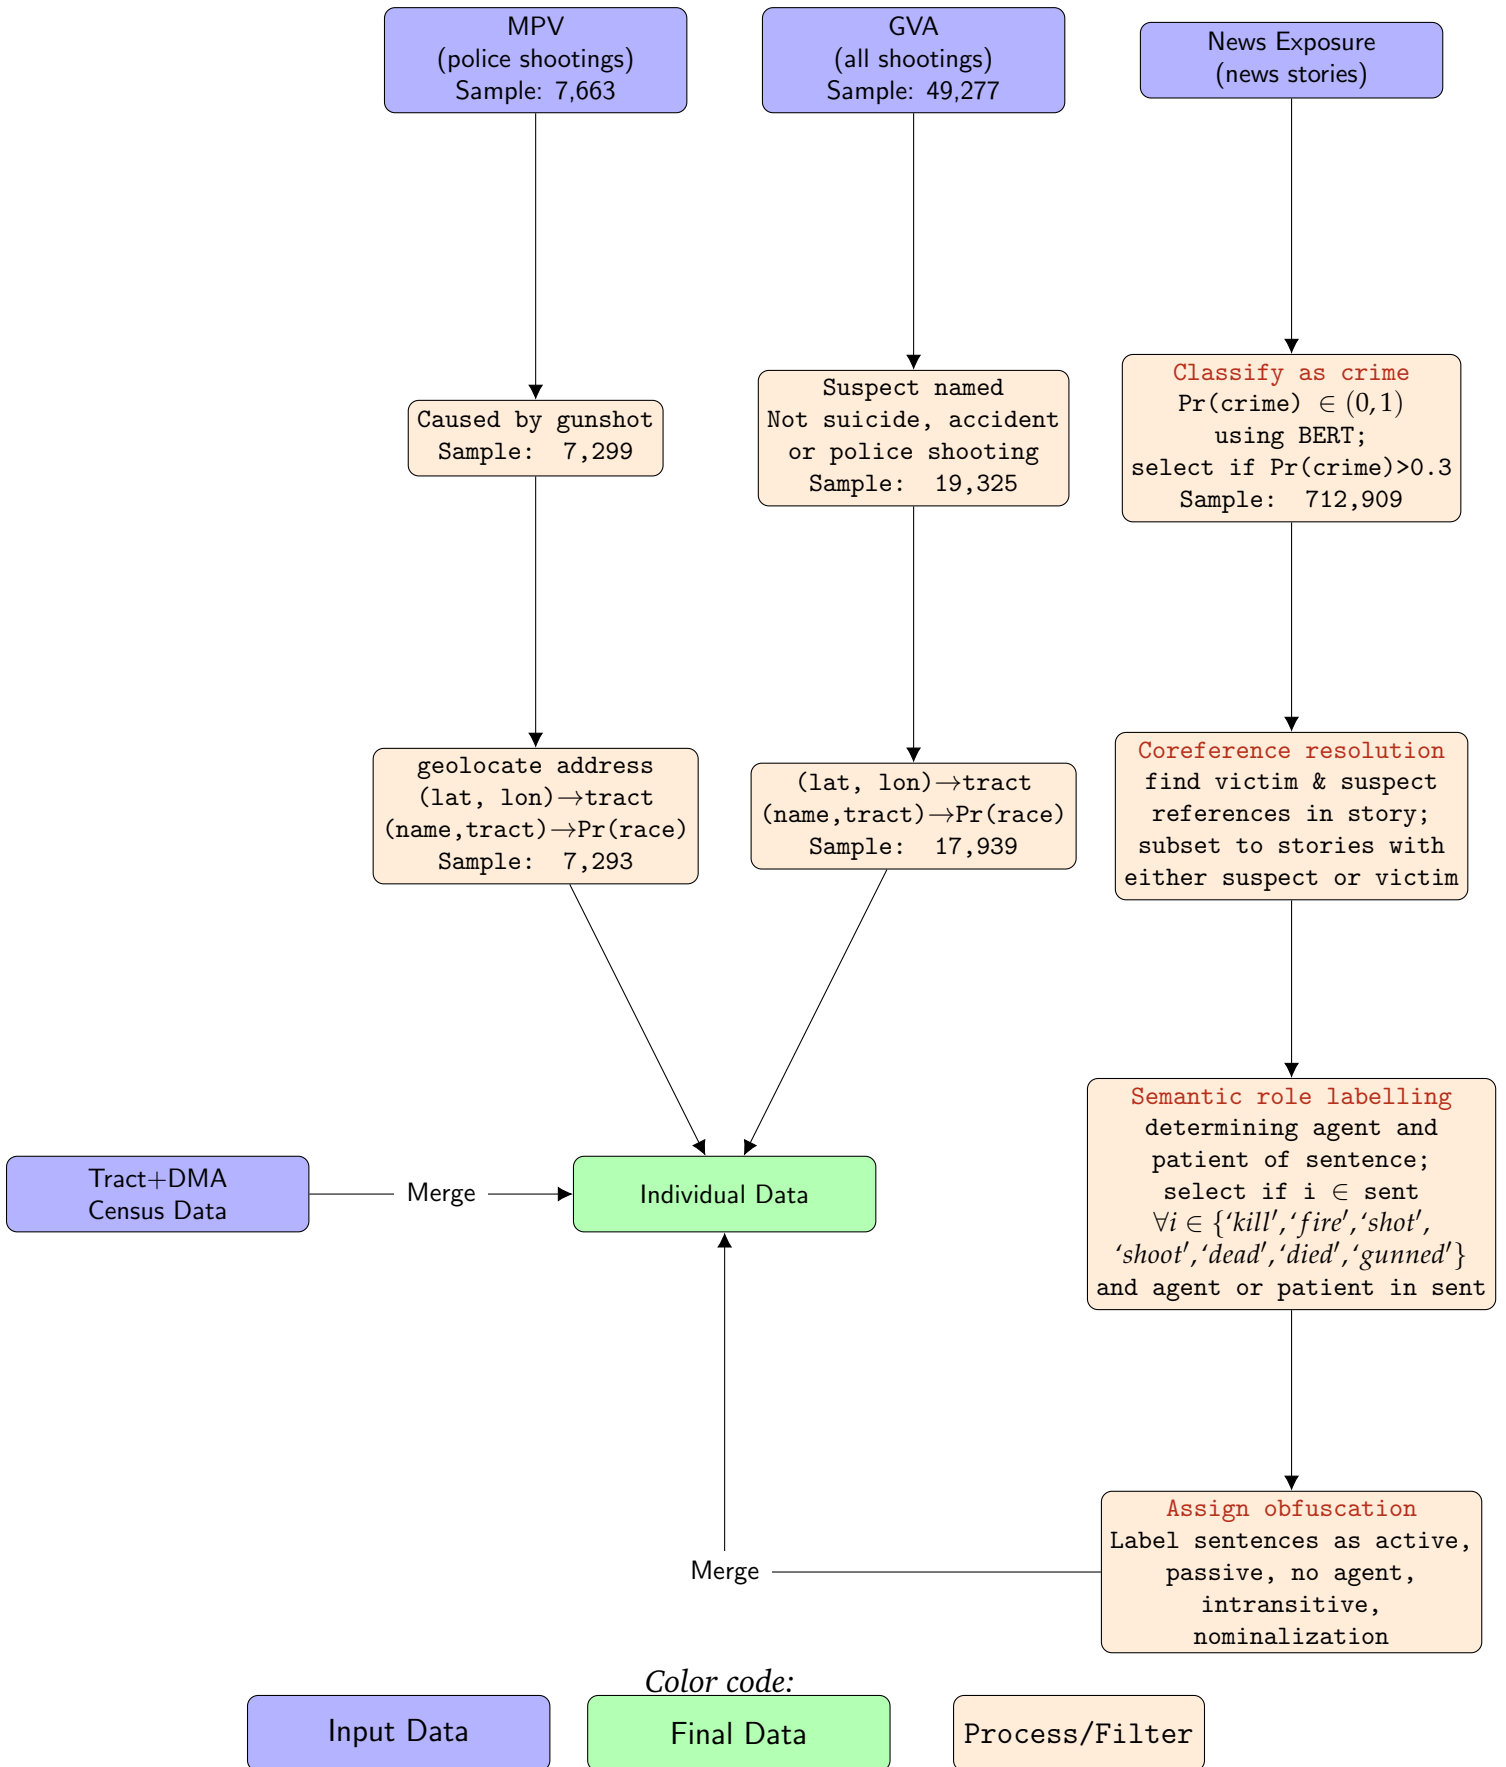 MPV
(police shootings)
Sample: 7,663
GVA
(all shootings)
Sample: 49,277
News Exposure
(news stories)
Caused by gunshot
Sample: 7,299
Suspect named
Not suicide, accident
or police shooting
Sample: 19,325
Classify as crime
Pr(crime) ∈ (0, 1)
using BERT;
select if Pr(crime)>0.3
Sample: 712,909
geolocate address
(lat, lon)→tract
(name,tract)→Pr(race)
Sample: 7,293
(lat, lon)→tract
(name,tract)→Pr(race)
Sample: 17,939
Coreference resolution
find victim & suspect
references in story;
subset to stories with
either suspect or victim
Tract+DMA
Census Data
Merge
Individual Data
Semantic role labelling
determining agent and
patient of sentence;
select if i ∈ sent
∀i ∈ {‘kill′, ‘fire′, ‘shot′,
‘shoot′, ‘dead′, ‘died′, ‘gunned′}
and agent or patient in sent
Merge
Assign obfuscation
Label sentences as active,
passive, no agent,
intransitive,
nominalization
Color code:
Input Data
Final Data
Process/Filter